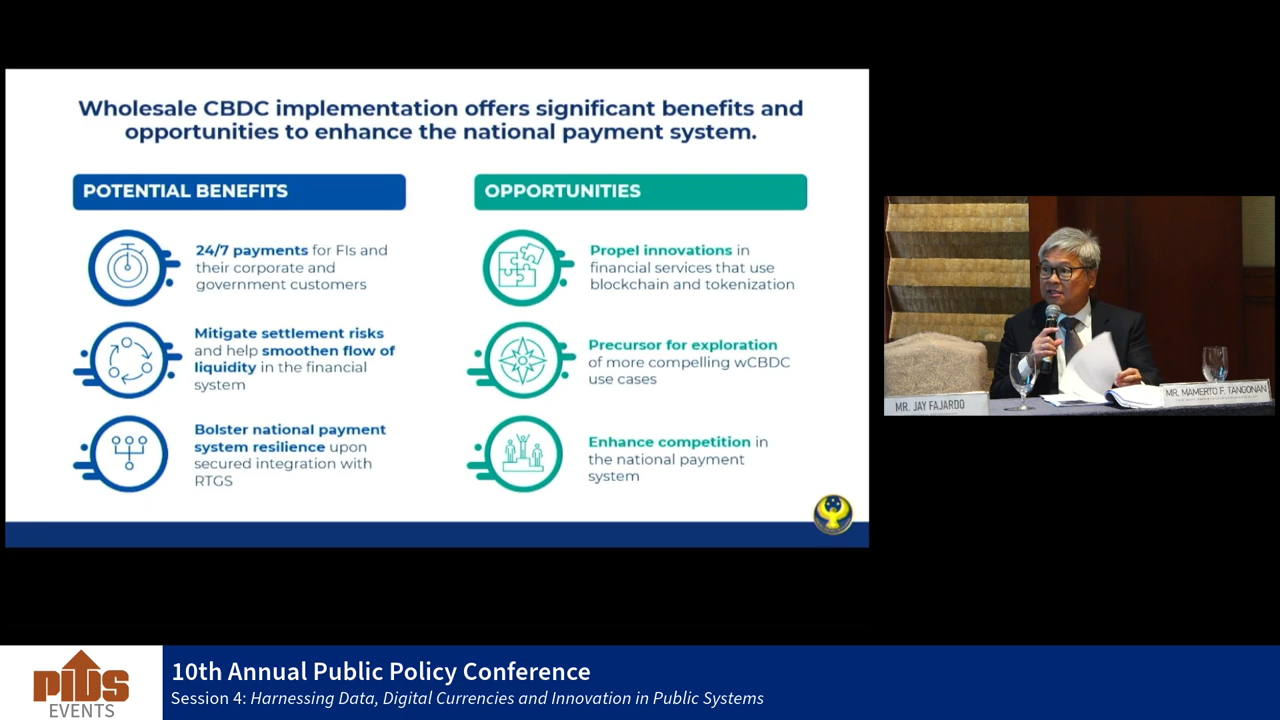 Wholesale CBDC implementation offers significant benefits and
opportunities to enhance the national payment system.
POTENTIAL BENEFITS
24/7 payments for FIs and
their corporate and
government customers
Mitigate settlement risks
and help smoothen flow of
liquidity in the financial
system
Bolster national payment
system resilience upon
secured integration with
RTGS
OPPORTUNITIES
Propel innovations in
financial services that use
blockchain and tokenization
Precursor for exploration
of more compelling wCBDC
use cases
Enhance competition in
the national payment
system
MR. JAY FAJARDO
MR. MAMERTO F. TANGONAN
PIDS
EVENTS
10th Annual Public Policy Conference
Session 4: Harnessing Data, Digital Currencies and Innovation in Public Systems